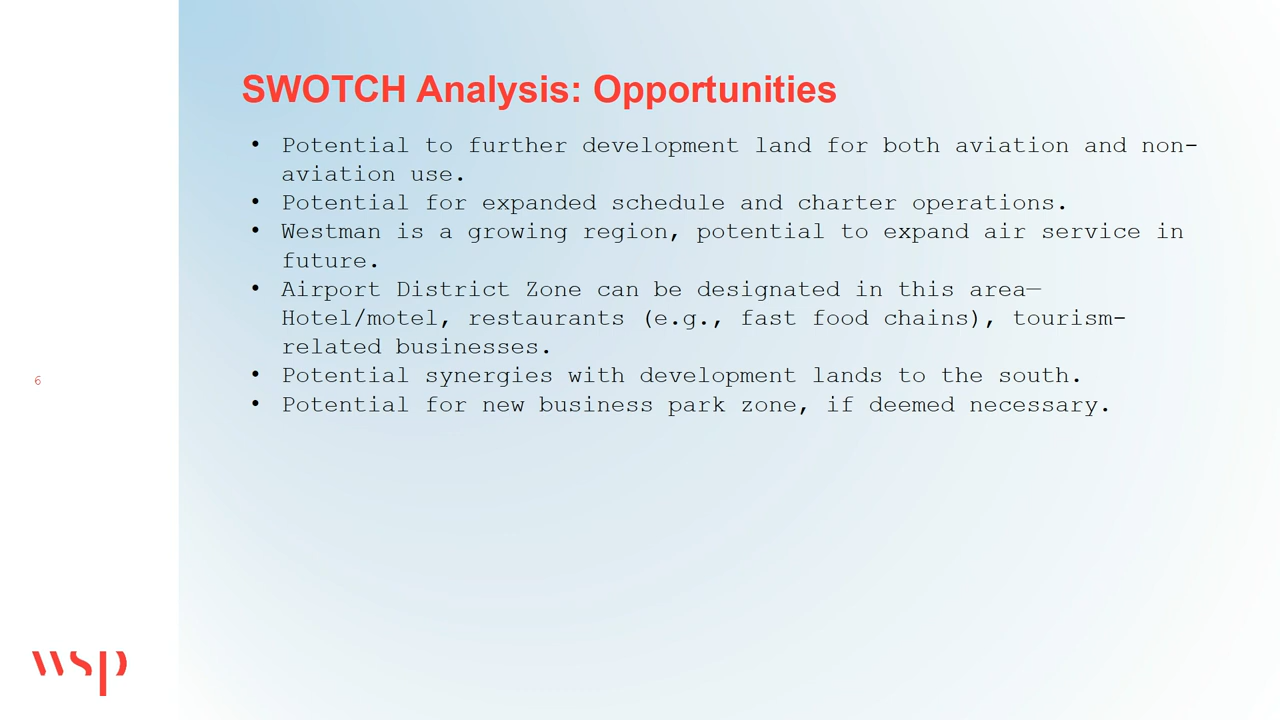 SWOTCH Analysis: Opportunities
• Potential to further development land for both aviation and non-
aviation use.
• Potential for expanded schedule and charter operations.
• Westman is a growing region, potential to expand air service in
future.
• Airport District Zone can be designated in this area—
Hotel/motel, restaurants (e.g., fast food chains), tourism-
related businesses.
• Potential synergies with development lands to the south.
• Potential for new business park zone, if deemed necessary.
6
wsp